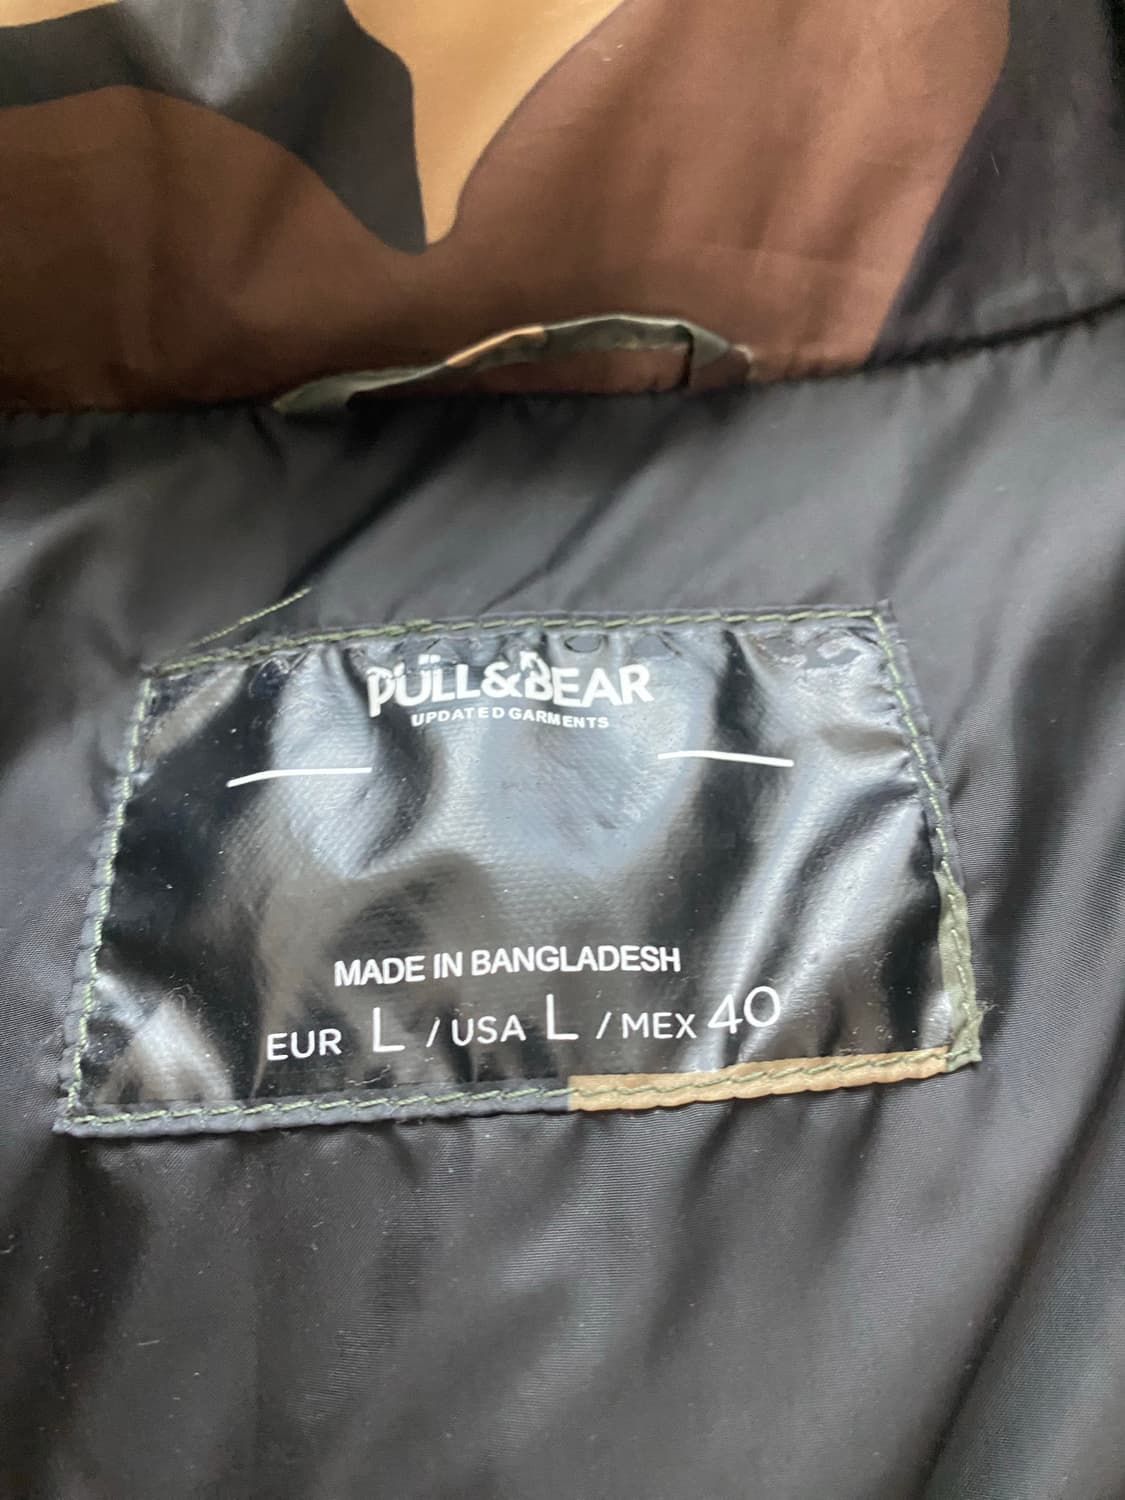 PULL&BEAR
UPDATED GARMENTS
MADE IN BANGLADESH
EUR L / USA L / MEX 40